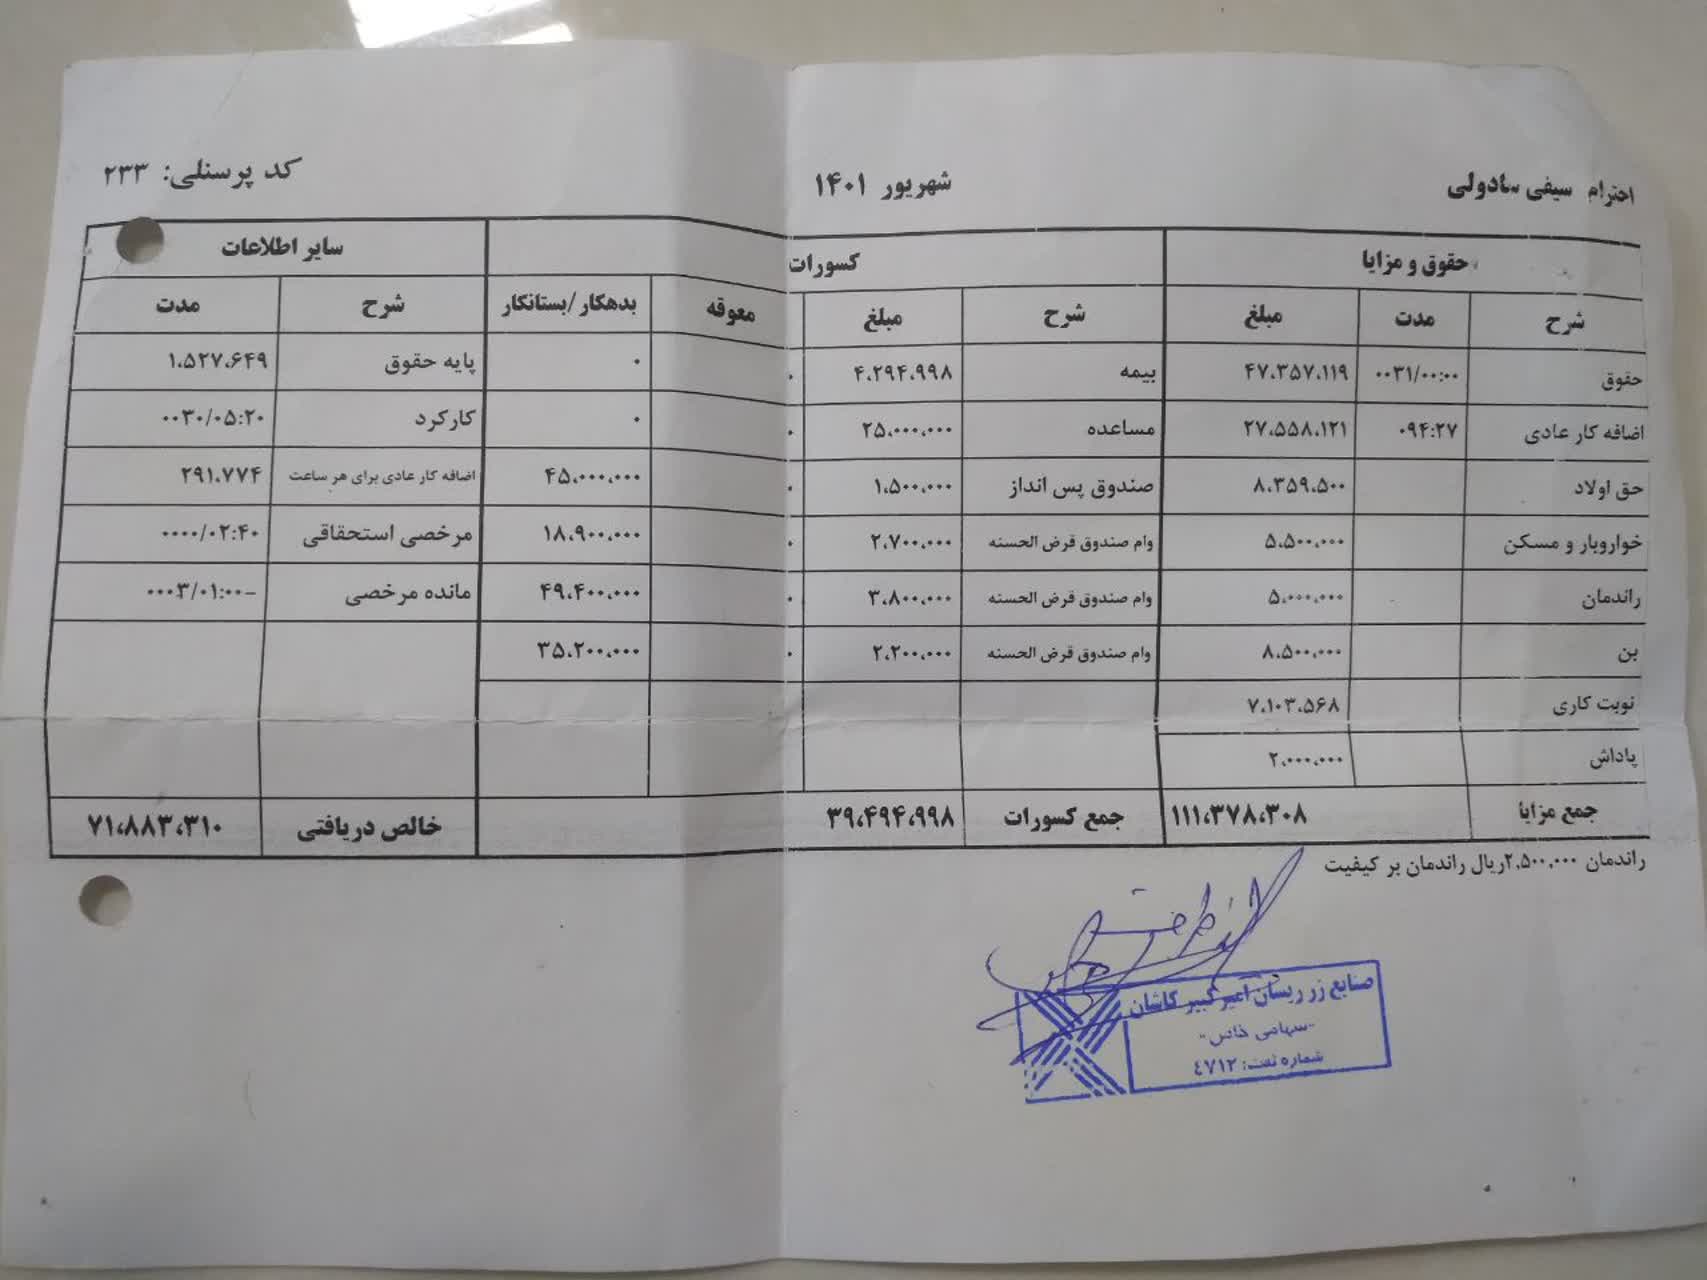 احترام سیفی سادولی شهریور ۱۴۰۱ کد پرسنلی: ۲۳۳
حقوق و مزایا کسورات سایر اطلاعات
شرح مدت مبلغ شرح مبلغ معوقه بدهکار/بستانکار شرح مدت
حقوق ۰۰۳۱/۰۰:۰۰ ۴۷،۳۵۷،۱۱۹ بیمه ۴،۲۹۴،۹۹۸ ۰ ۰ پایه حقوق ۱،۵۲۷،۶۴۹
اضافه کار عادی ۰۹۴:۲۷ ۲۷،۵۵۸،۱۲۱ مساعده ۲۵،۰۰۰،۰۰۰ ۰ ۰ کارکرد ۰۰۳۰/۰۵:۲۰
حق اولاد ۸،۳۵۹،۵۰۰ صندوق پس انداز ۱،۵۰۰،۰۰۰ ۰ ۴۵،۰۰۰،۰۰۰ اضافه کار عادی برای هر ساعت ۲۹۱،۷۷۴
خواروبار و مسکن ۵،۵۰۰،۰۰۰ وام صندوق قرض الحسنه ۲،۷۰۰،۰۰۰ ۰ ۱۸،۹۰۰،۰۰۰ مرخصی استحقاقی ۰۰۰۰/۰۲:۴۰
راندمان ۵،۰۰۰،۰۰۰ وام صندوق قرض الحسنه ۳،۸۰۰،۰۰۰ ۰ ۴۹،۴۰۰،۰۰۰ مانده مرخصی ۰۰۰۳/۰۱:۰۰-
بن ۸،۵۰۰،۰۰۰ وام صندوق قرض الحسنه ۲،۲۰۰،۰۰۰ ۰ ۳۵،۲۰۰،۰۰۰
نوبت کاری ۷،۱۰۳،۵۶۸
پاداش ۲،۰۰۰،۰۰۰
جمع مزایا ۱۱۱،۳۷۸،۳۰۸ جمع کسورات ۳۹،۴۹۴،۹۹۸ خالص دریافتی ۷۱،۸۸۳،۳۱۰
راندمان ۲،۵۰۰،۰۰۰ریال راندمان بر کیفیت
صنایع زر ریسان امیر کبیر کاشان
-سهامی خاص-
شماره ثبت: ٤٧١٢